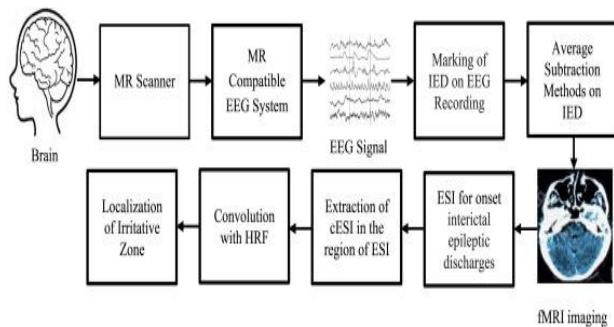 Brain
MR Scanner
MR
Compatible
EEG System
EEG Signal
Marking of
IED on EEG
Recording
Average
Subtraction
Methods on
IED
fMRI imaging
ESI for onset
interictal
epileptic
discharges
Extraction of
cESI in the
region of ESI
Convolution
with HRF
Localization
of Irritative
Zone